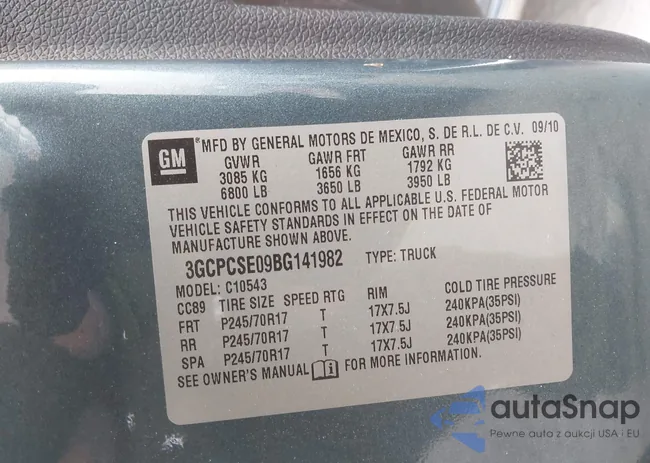 GM
MFD BY GENERAL MOTORS DE MEXICO, S. DE R.L. DE C.V. 09/10
GVWR GAWR FRT GAWR RR
3085 KG 1656 KG 1792 KG
6800 LB 3650 LB 3950 LB
THIS VEHICLE CONFORMS TO ALL APPLICABLE U.S. FEDERAL MOTOR
VEHICLE SAFETY STANDARDS IN EFFECT ON THE DATE OF
MANUFACTURE SHOWN ABOVE.
3GCPCSE09BG141982 TYPE: TRUCK
MODEL: C10543
CC89 TIRE SIZE SPEED RTG RIM COLD TIRE PRESSURE
FRT P245/70R17 T 17X7.5J 240KPA(35PSI)
RR P245/70R17 T 17X7.5J 240KPA(35PSI)
SPA P245/70R17 T 17X7.5J 240KPA(35PSI)
SEE OWNER'S MANUAL FOR MORE INFORMATION.
autaSnap
Pewne auta z aukcji USA - EU